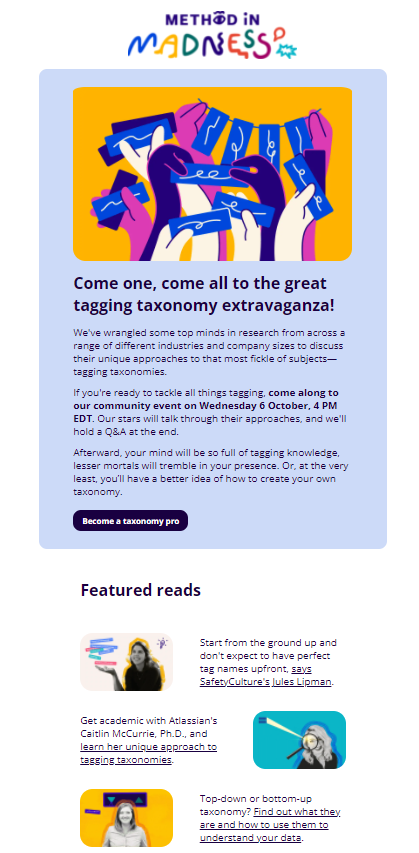 METHOD iN
MADNESS
Come one, come all to the great
tagging taxonomy extravaganza!
We've wrangled some top minds in research from across a
range of different industries and company sizes to discuss
their unique approaches to that most fickle of subjects—
tagging taxonomies.
If you're ready to tackle all things tagging, come along to
our community event on Wednesday 6 October, 4 PM
EDT. Our stars will talk through their approaches, and we'll
hold a Q&A at the end.
Afterward, your mind will be so full of tagging knowledge,
lesser mortals will tremble in your presence. Or, at the very
least, you'll have a better idea of how to create your own
taxonomy.
Become a taxonomy pro
Featured reads
Start from the ground up and
don't expect to have perfect
tag names upfront, says
SafetyCulture's Jules Lipman.
Get academic with Atlassian's
Caitlin McCurrie, Ph.D., and
learn her unique approach to
tagging taxonomies.
Top-down or bottom-up
taxonomy? Find out what they
are and how to use them to
understand your data.